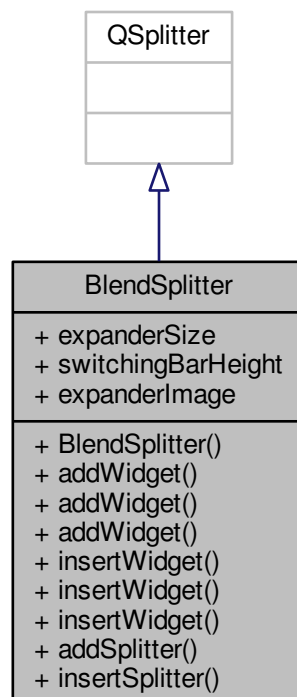 QSplitter
BlendSplitter
+ expanderSize
+ switchingBarHeight
+ expanderImage
+ BlendSplitter()
+ addWidget()
+ addWidget()
+ addWidget()
+ insertWidget()
+ insertWidget()
+ insertWidget()
+ addSplitter()
+ insertSplitter()